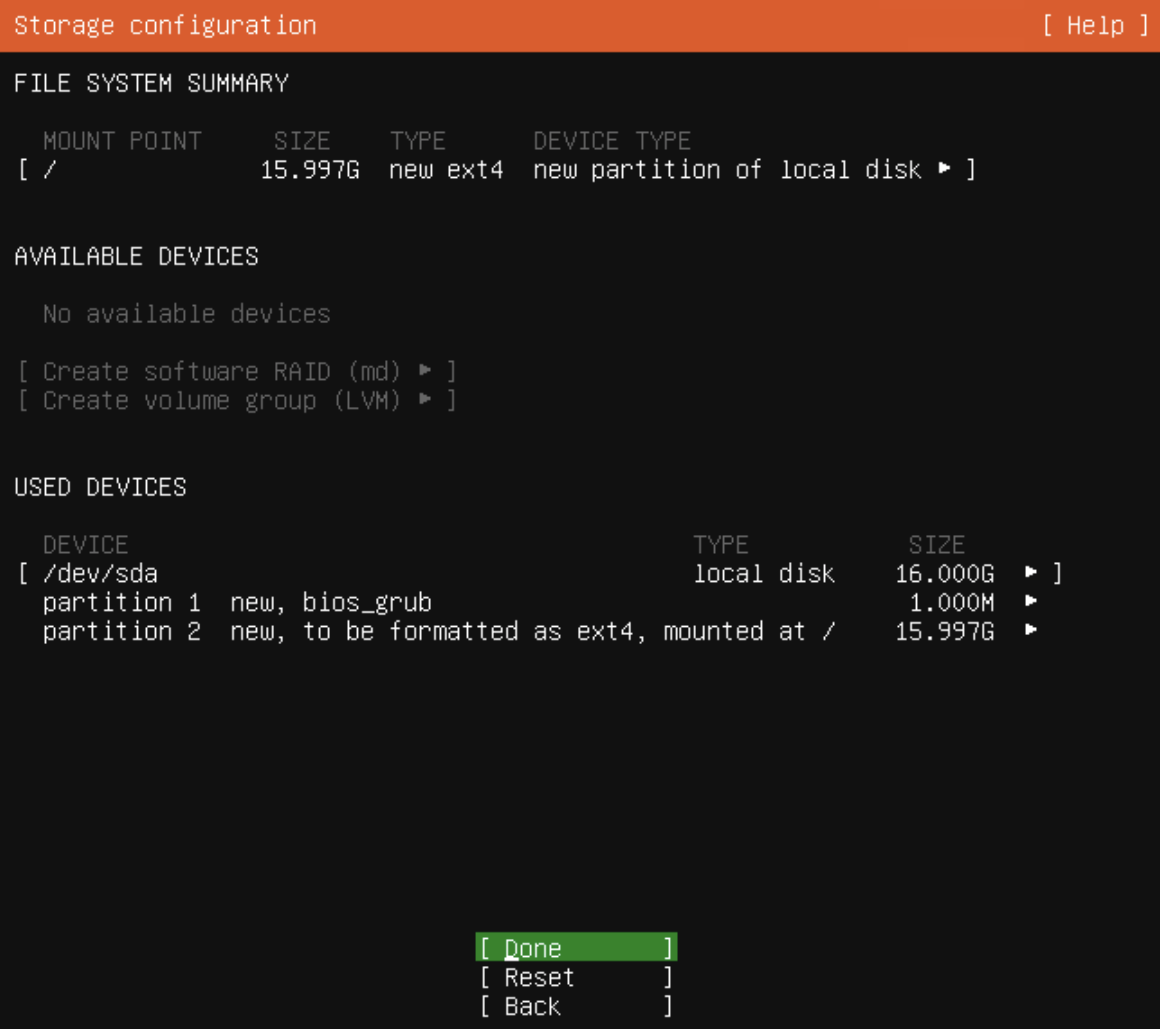 Storage configuration [ Help ]
FILE SYSTEM SUMMARY
MOUNT POINT SIZE TYPE DEVICE TYPE
[ / 15.997G new ext4 new partition of local disk ▸ ]
AVAILABLE DEVICES
No available devices
[ Create software RAID (md) ▸ ]
[ Create volume group (LVM) ▸ ]
USED DEVICES
DEVICE TYPE SIZE
[ /dev/sda local disk 16.000G ▸ ]
partition 1 new, bios_grub 1.000M ▸
partition 2 new, to be formatted as ext4, mounted at / 15.997G ▸
[ Done ]
[ Reset ]
[ Back ]